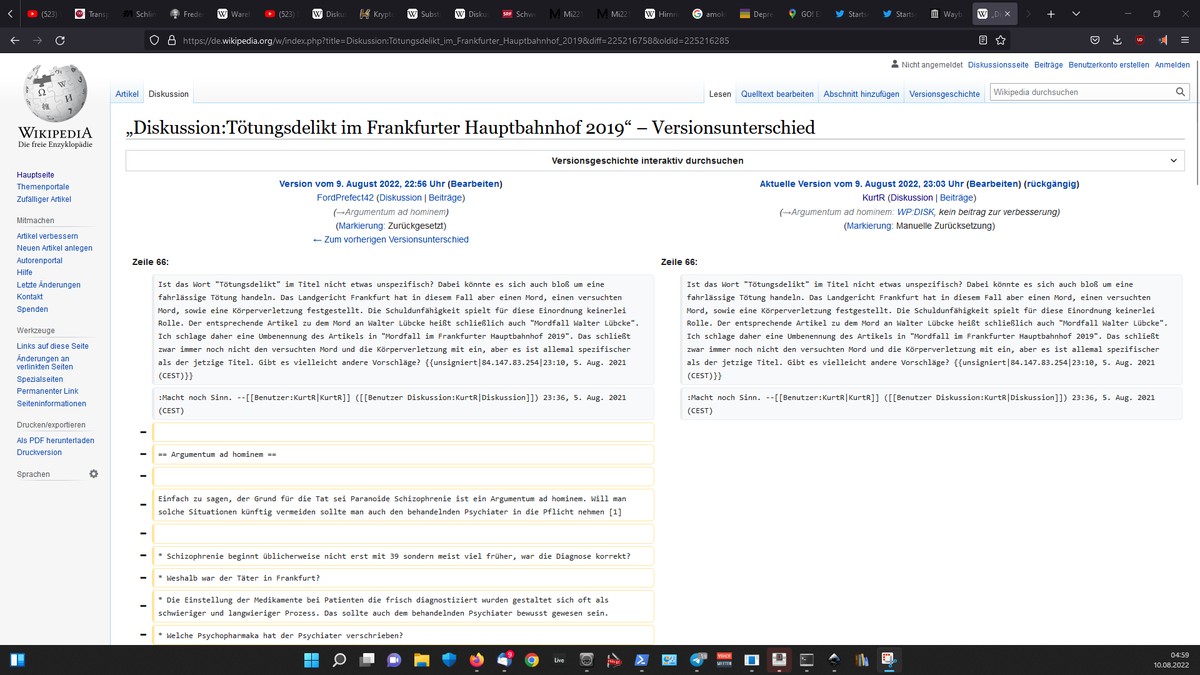 (523)
Transp
Schlie
Frede
Waret
(523)
Disku
Krypt
Subst
Disku
SRF Schwe
Mi22
Mi221
Hirnre
amok
Depre
GO! E
Starts
Starts
Wayb
Di
https://de.wikipedia.org/w/index.php?title=Diskussion:Tötungsdelikt_im_Frankfurter_Hauptbahnhof_2019&diff=225216758&oldid=225216285
Nicht angemeldet Diskussionsseite Beiträge Benutzerkonto erstellen Anmelden
Artikel Diskussion Lesen Quelltext bearbeiten Abschnitt hinzufügen Versionsgeschichte Wikipedia durchsuchen
WIKIPEDIA
Die freie Enzyklopädie
Hauptseite
Themenportale
Zufälliger Artikel
Mitmachen
Artikel verbessern
Neuen Artikel anlegen
Autorenportal
Hilfe
Letzte Änderungen
Kontakt
Spenden
Werkzeuge
Links auf diese Seite
Änderungen an
verlinkten Seiten
Spezialseiten
Permanenter Link
Seiteninformationen
Drucken/exportieren
Als PDF herunterladen
Druckversion
Sprachen
„Diskussion:Tötungsdelikt im Frankfurter Hauptbahnhof 2019“ – Versionsunterschied
Versionsgeschichte interaktiv durchsuchen
Version vom 9. August 2022, 22:56 Uhr (Bearbeiten)
FordPrefect42 (Diskussion | Beiträge)
(→Argumentum ad hominem)
(Markierung: Zurückgesetzt)
← Zum vorherigen Versionsunterschied
Aktuelle Version vom 9. August 2022, 23:03 Uhr (Bearbeiten) (rückgängig)
KurtR (Diskussion | Beiträge)
(→Argumentum ad hominem: WP:DISK, kein beitrag zur verbesserung)
(Markierung: Manuelle Zurücksetzung)
Zeile 66:
Ist das Wort "Tötungsdelikt" im Titel nicht etwas unspezifisch? Dabei könnte es sich auch bloß um eine
fahrlässige Tötung handeln. Das Landgericht Frankfurt hat in diesem Fall aber einen Mord, einen versuchten
Mord, sowie eine Körperverletzung festgestellt. Die Schuldunfähigkeit spielt für diese Einordnung keinerlei
Rolle. Der entsprechende Artikel zu dem Mord an Walter Lübcke heißt schließlich auch "Mordfall Walter Lübcke".
Ich schlage daher eine Umbenennung des Artikels in "Mordfall im Frankfurter Hauptbahnhof 2019". Das schließt
zwar immer noch nicht den versuchten Mord und die Körperverletzung mit ein, aber es ist allemal spezifischer
als der jetzige Titel. Gibt es vielleicht andere Vorschläge? {{unsigniert|84.147.83.254|23:10, 5. Aug. 2021
(CEST)}}
:Macht noch Sinn. --[[Benutzer:KurtR|KurtR]] ([[Benutzer Diskussion:KurtR|Diskussion]]) 23:36, 5. Aug. 2021
(CEST)
== Argumentum ad hominem ==
Einfach zu sagen, der Grund für die Tat sei Paranoide Schizophrenie ist ein Argumentum ad hominem. Will man
solche Situationen künftig vermeiden sollte man auch den behandelnden Psychiater in die Pflicht nehmen [1]
* Schizophrenie beginnt üblicherweise nicht erst mit 39 sondern meist viel früher, war die Diagnose korrekt?
* Weshalb war der Täter in Frankfurt?
* Die Einstellung der Medikamente bei Patienten die frisch diagnostiziert wurden gestaltet sich oft als
schwieriger und langwieriger Prozess. Das sollte auch dem behandelnden Psychiater bewusst gewesen sein.
* Welche Psychopharmaka hat der Psychiater verschrieben?
Zeile 66:
Ist das Wort "Tötungsdelikt" im Titel nicht etwas unspezifisch? Dabei könnte es sich auch bloß um eine
fahrlässige Tötung handeln. Das Landgericht Frankfurt hat in diesem Fall aber einen Mord, einen versuchten
Mord, sowie eine Körperverletzung festgestellt. Die Schuldunfähigkeit spielt für diese Einordnung keinerlei
Rolle. Der entsprechende Artikel zu dem Mord an Walter Lübcke heißt schließlich auch "Mordfall Walter Lübcke".
Ich schlage daher eine Umbenennung des Artikels in "Mordfall im Frankfurter Hauptbahnhof 2019". Das schließt
zwar immer noch nicht den versuchten Mord und die Körperverletzung mit ein, aber es ist allemal spezifischer
als der jetzige Titel. Gibt es vielleicht andere Vorschläge? {{unsigniert|84.147.83.254|23:10, 5. Aug. 2021
(CEST)}}
:Macht noch Sinn. --[[Benutzer:KurtR|KurtR]] ([[Benutzer Diskussion:KurtR|Diskussion]]) 23:36, 5. Aug. 2021
(CEST)
9
Live
04:59
10.08.2022